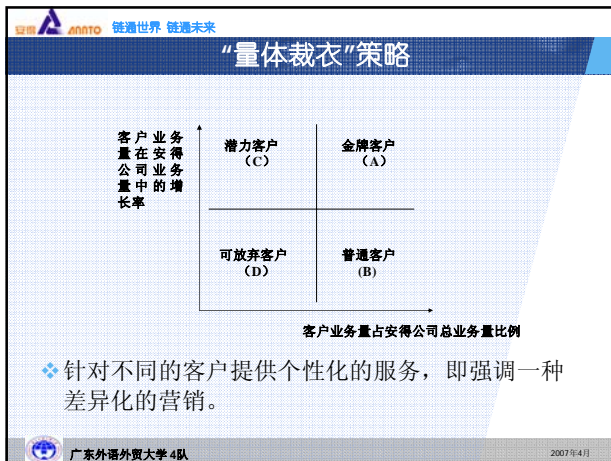 安得 ANNTO 链通世界 链通未来
“量体裁衣”策略
客户业务
量在安得
公司业务
量中的增
长率
潜力客户
（C）
金牌客户
（A）
可放弃客户
（D）
普通客户
(B)
客户业务量占安得公司总业务量比例
针对不同的客户提供个性化的服务，即强调一种
差异化的营销。
广东外语外贸大学 4队
2007年4月